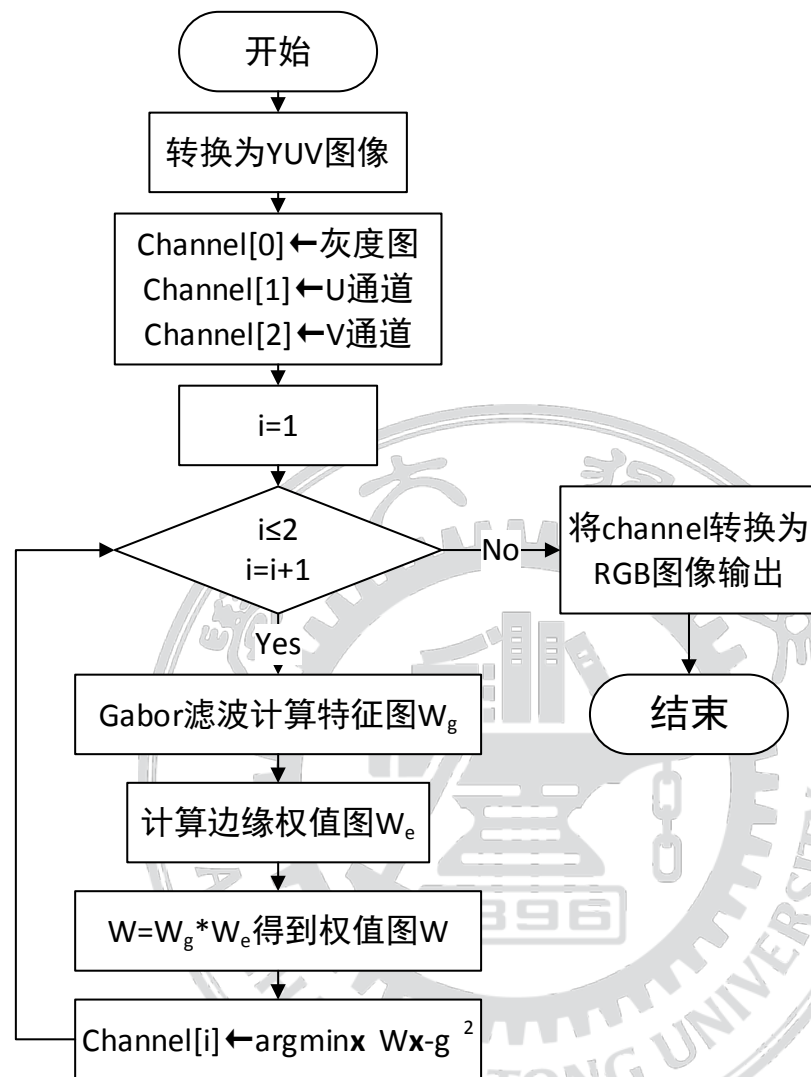 开始
转换为YUV图像
Channel[0]←灰度图
Channel[1]←U通道
Channel[2]←V通道
i=1
i≤2
i=i+1
No
将channel转换为
RGB图像输出
Yes
结束
Gabor滤波计算特征图Wg
计算边缘权值图We
W=Wg*We得到权值图W
Channel[i]←argminx Wx-g 2
1896
TONG UNIVERSITY